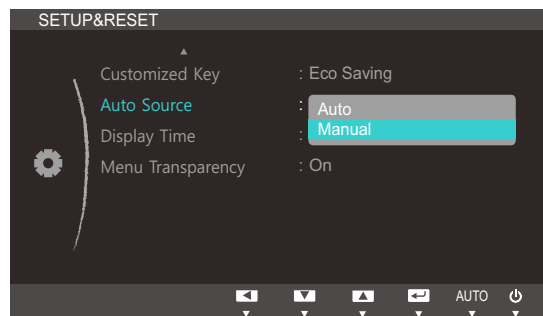 SETUP&RESET
Customized Key : Eco Saving
Auto Source : Auto
Manual
Display Time :
Menu Transparency : On
AUTO